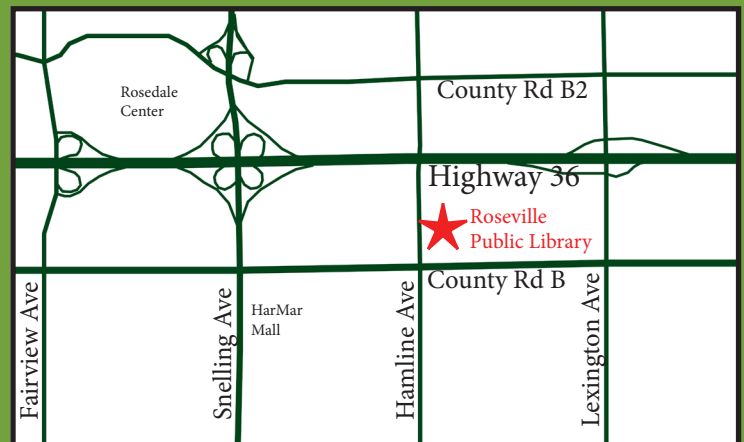 Rosedale
Center
County Rd B2
Highway 36
Roseville
Public Library
County Rd B
HarMar
Mall
Fairview Ave
Snelling Ave
Hamline Ave
Lexington Ave